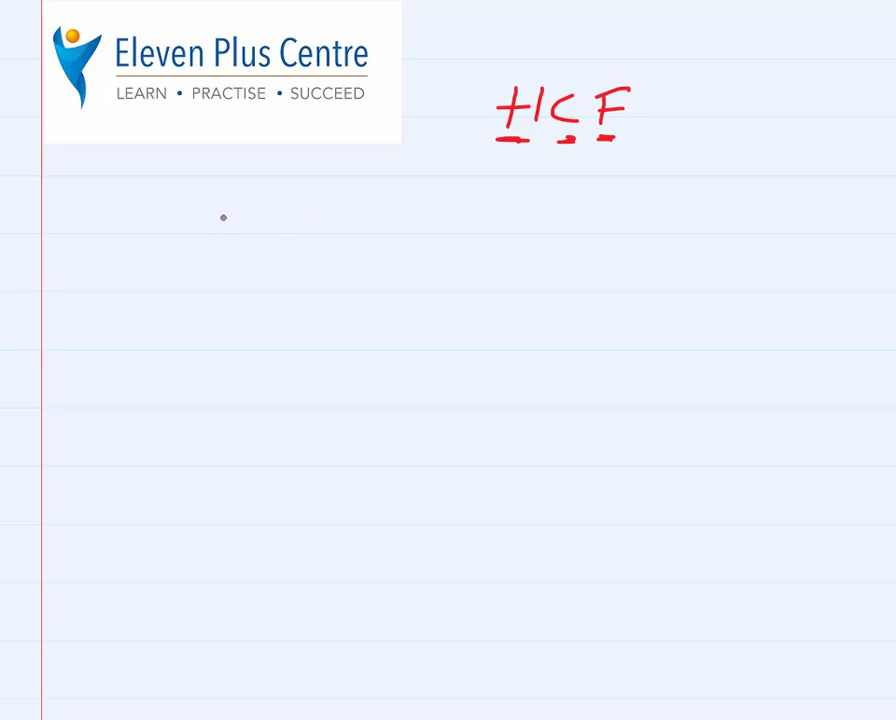 Eleven Plus Centre
LEARN • PRACTISE • SUCCEED
HCF